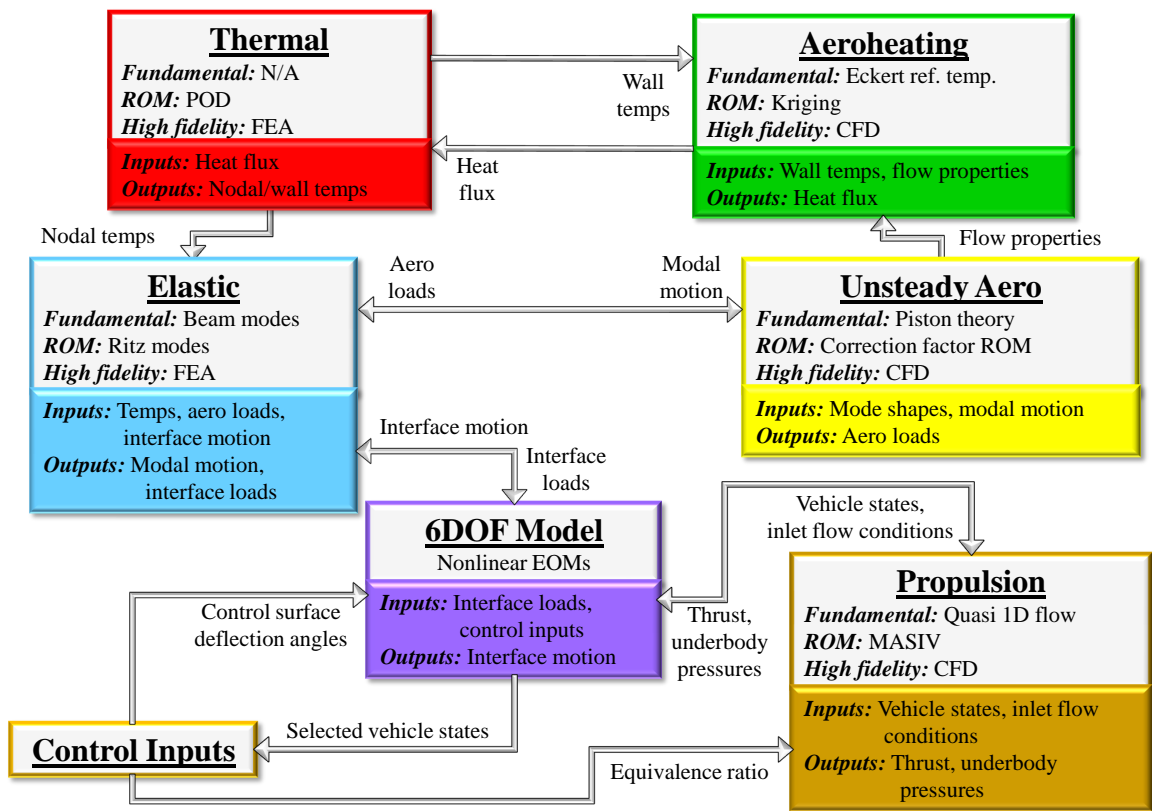 Thermal
Fundamental: N/A
ROM: POD
High fidelity: FEA
Inputs: Heat flux
Outputs: Nodal/wall temps
Wall
temps
Heat
flux
Aeroheating
Fundamental: Eckert ref. temp.
ROM: Kriging
High fidelity: CFD
Inputs: Wall temps, flow properties
Outputs: Heat flux
Nodal temps
Flow properties
Elastic
Fundamental: Beam modes
ROM: Ritz modes
High fidelity: FEA
Inputs: Temps, aero loads,
interface motion
Outputs: Modal motion,
interface loads
Aero
loads
Modal
motion
Unsteady Aero
Fundamental: Piston theory
ROM: Correction factor ROM
High fidelity: CFD
Inputs: Mode shapes, modal motion
Outputs: Aero loads
Interface motion
Interface
loads
6DOF Model
Nonlinear EOMs
Inputs: Interface loads,
control inputs
Outputs: Interface motion
Vehicle states,
inlet flow conditions
Thrust,
underbody
pressures
Propulsion
Fundamental: Quasi 1D flow
ROM: MASIV
High fidelity: CFD
Inputs: Vehicle states, inlet flow
conditions
Outputs: Thrust, underbody
pressures
Control surface
deflection angles
Control Inputs
Selected vehicle states
Equivalence ratio